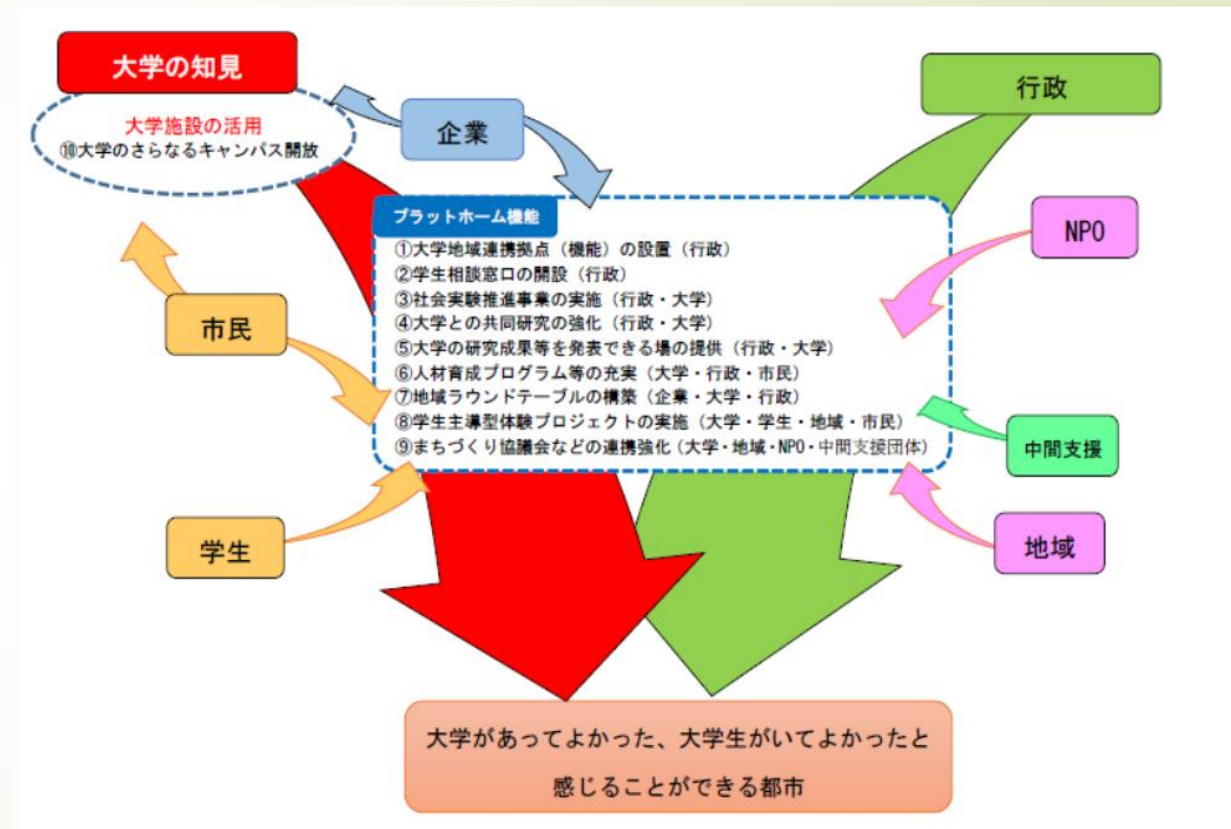 大学の知見
大学施設の活用
⑩大学のさらなるキャンパス開放
企業
行政
プラットホーム機能
①大学地域連携拠点（機能）の設置（行政）
②学生相談窓口の開設（行政）
③社会実験推進事業の実施（行政・大学）
④大学との共同研究の強化（行政・大学）
⑤大学の研究成果等を発表できる場の提供（行政・大学）
⑥人材育成プログラム等の充実（大学・行政・市民）
⑦地域ラウンドテーブルの構築（企業・大学・行政）
⑧学生主導型体験プロジェクトの実施（大学・学生・地域・市民）
⑨まちづくり協議会などの連携強化（大学・地域・NPO・中間支援団体）
NPO
市民
中間支援
学生
地域
大学があってよかった、大学生がいてよかったと
感じることができる都市